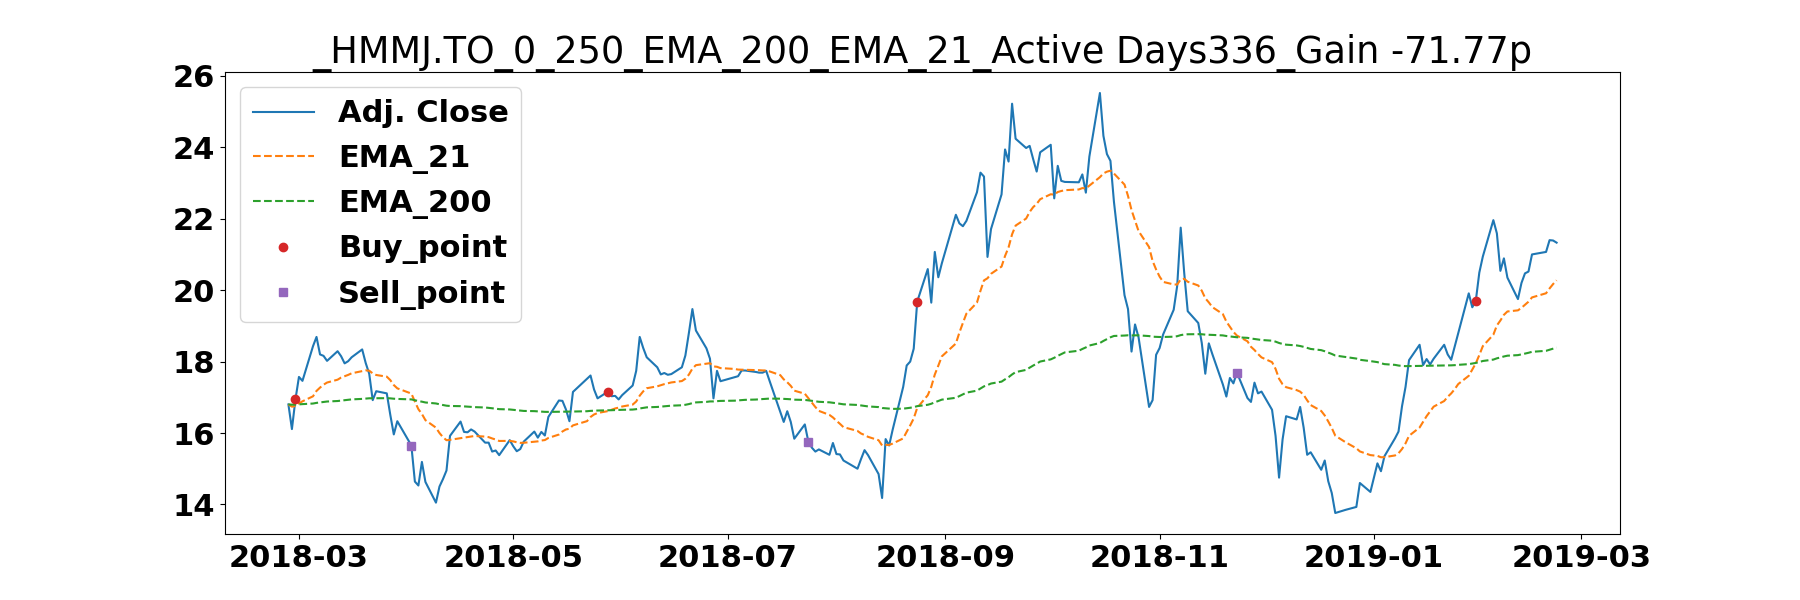 _HMMJ.TO_0_250_EMA_200_EMA_21_Active Days336_Gain -71.77p
26
24
22
20
18
16
14
Adj. Close
EMA_21
EMA_200
Buy_point
Sell_point
2018-03 2018-05 2018-07 2018-09 2018-11 2019-01 2019-03